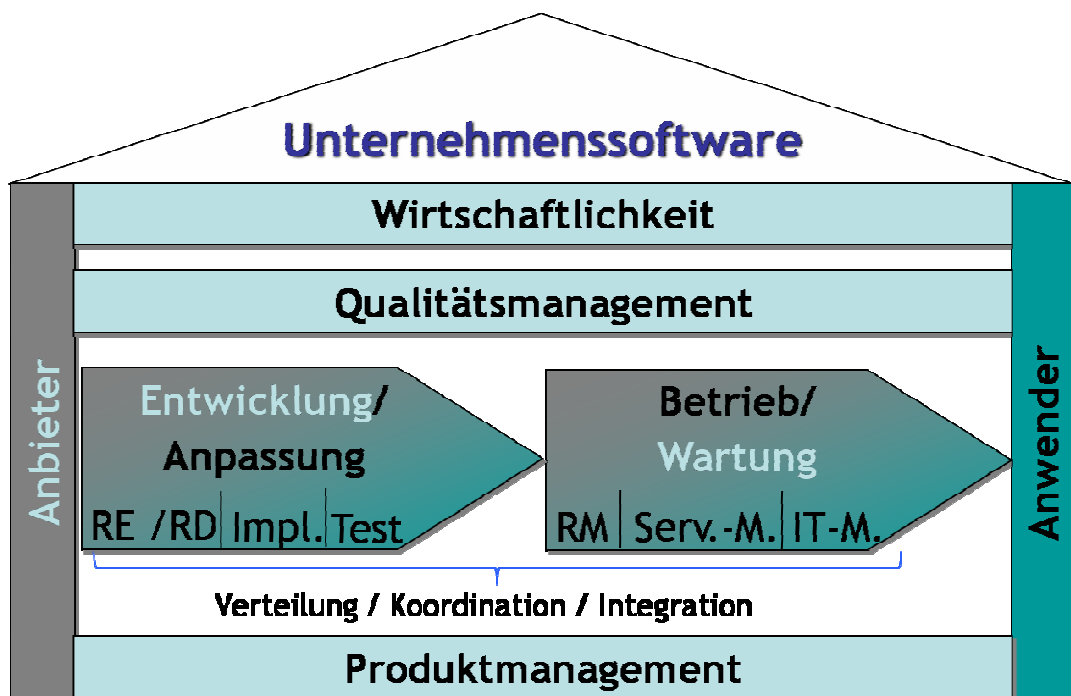 Unternehmenssoftware
Anbieter
Wirtschaftlichkeit
Qualitätsmanagement
Entwicklung/
Anpassung
RE /RD Impl. Test
Betrieb/
Wartung
RM Serv.-M. IT-M.
Verteilung / Koordination / Integration
Produktmanagement
Anwender